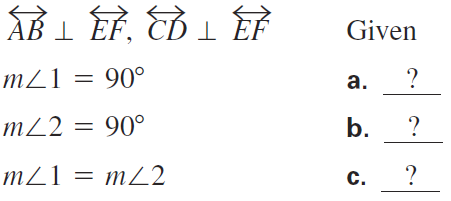 AB ⊥ EF, CD ⊥ EF Given
m∠1 = 90° a. ?
m∠2 = 90° b. ?
m∠1 = m∠2 c. ?